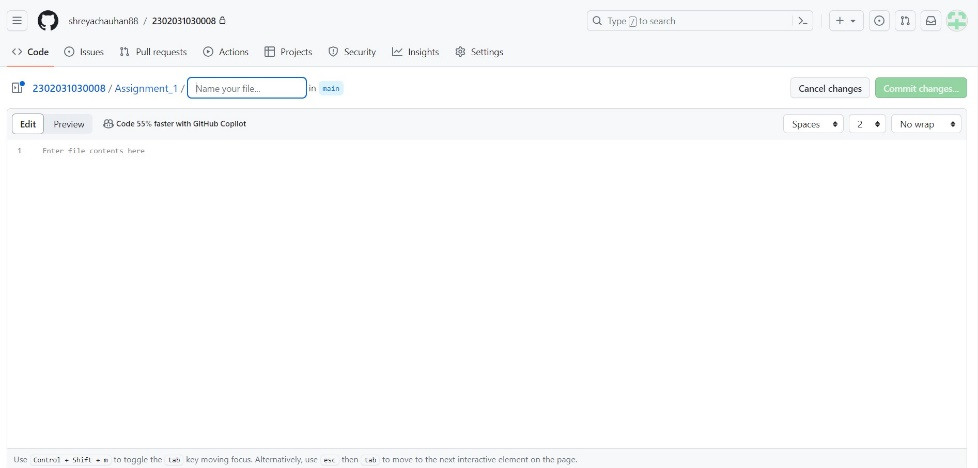 shreyachauhan88 / 2302031030008
Type / to search
Code Issues Pull requests Actions Projects Security Insights Settings
2302031030008 / Assignment_1 / Name your file... in main
Cancel changes Commit changes...
Edit Preview Code 55% faster with GitHub Copilot
Spaces 2 No wrap
1 Enter file contents here
Use Control + Shift + m to toggle the tab key moving focus. Alternatively, use esc then tab to move to the next interactive element on the page.